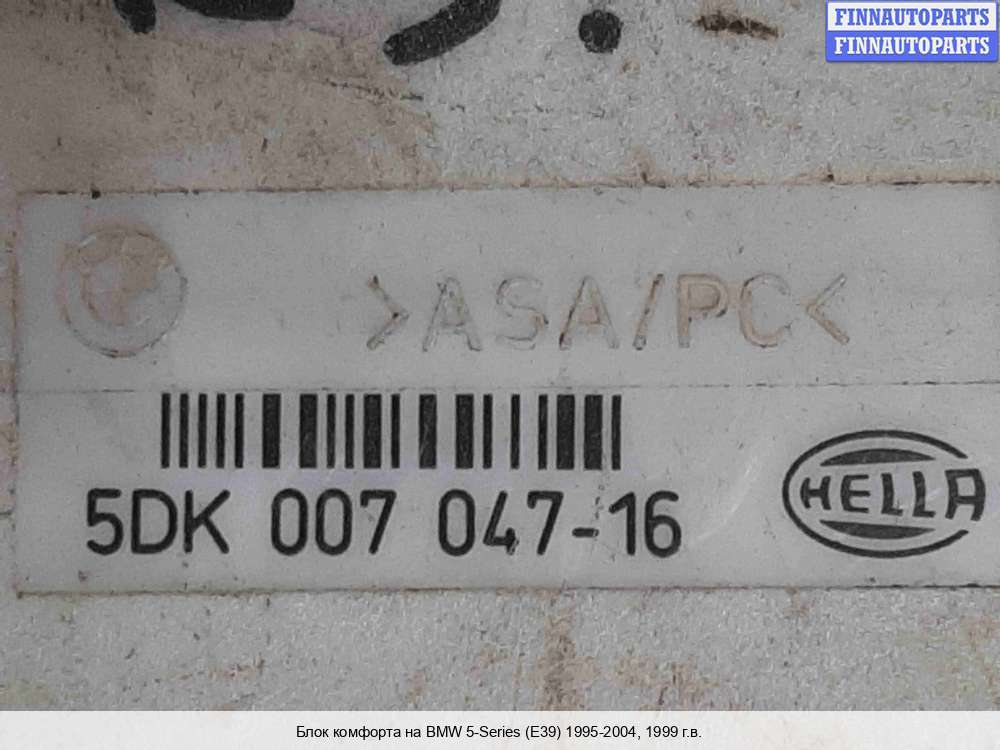 FINNAUTOPARTS
FINNAUTOPARTS
>ASA/PC<
5DK 007 047-16
HELLA
Блок комфорта на BMW 5-Series (E39) 1995-2004, 1999 г.в.